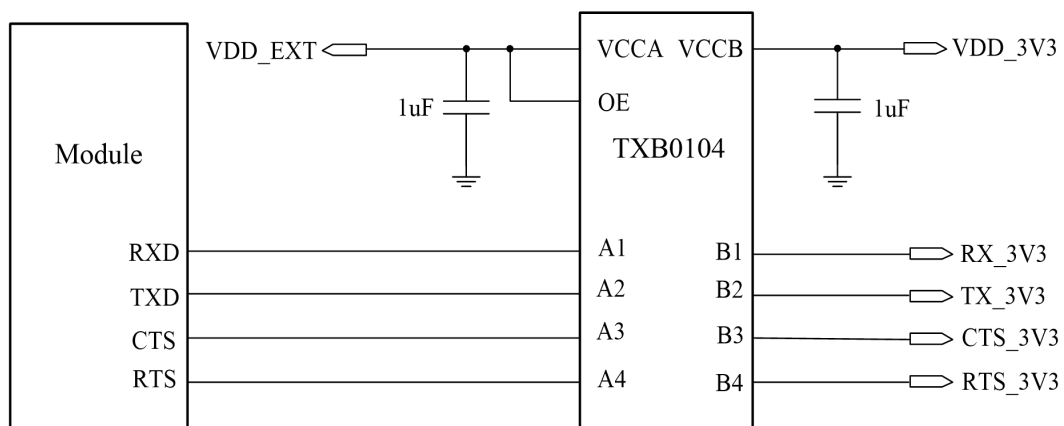 VDD_EXT VCCA VCCB VDD_3V3
1uF OE 1uF
Module TXB0104
RXD A1 B1 RX_3V3
TXD A2 B2 TX_3V3
CTS A3 B3 CTS_3V3
RTS A4 B4 RTS_3V3